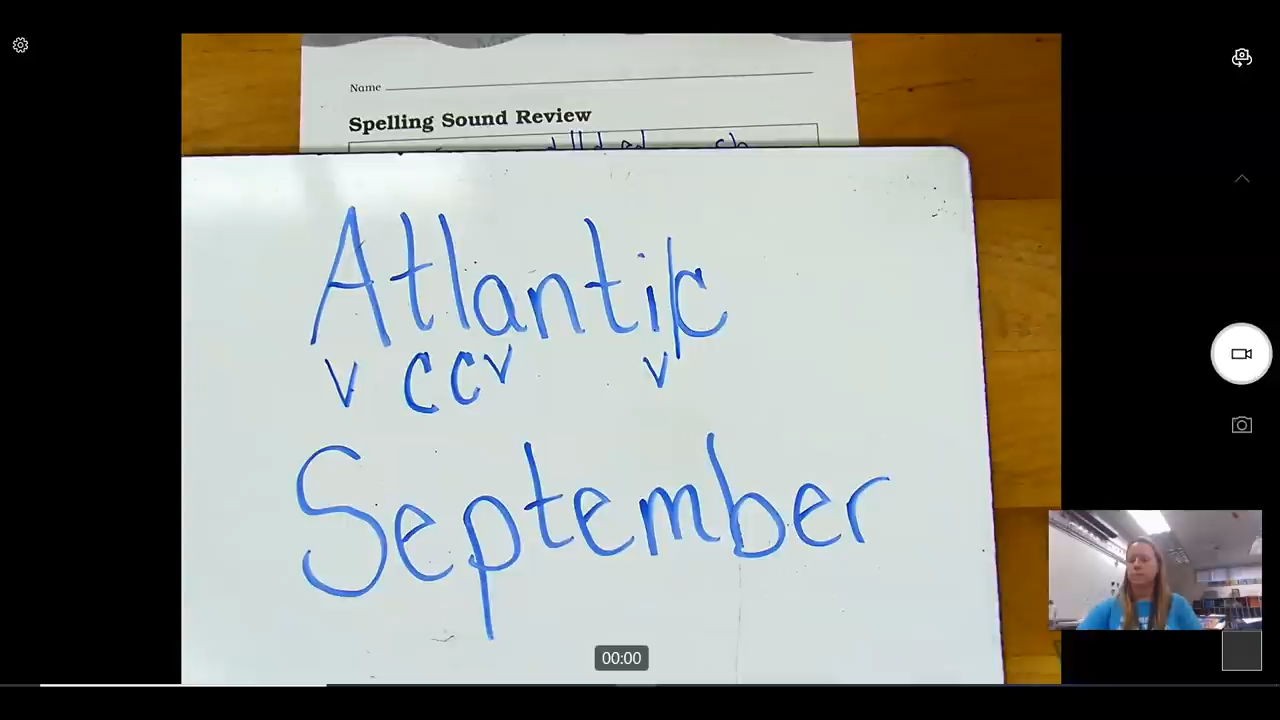 Name
Spelling Sound Review
Atlantic
v ccv v
September
00:00